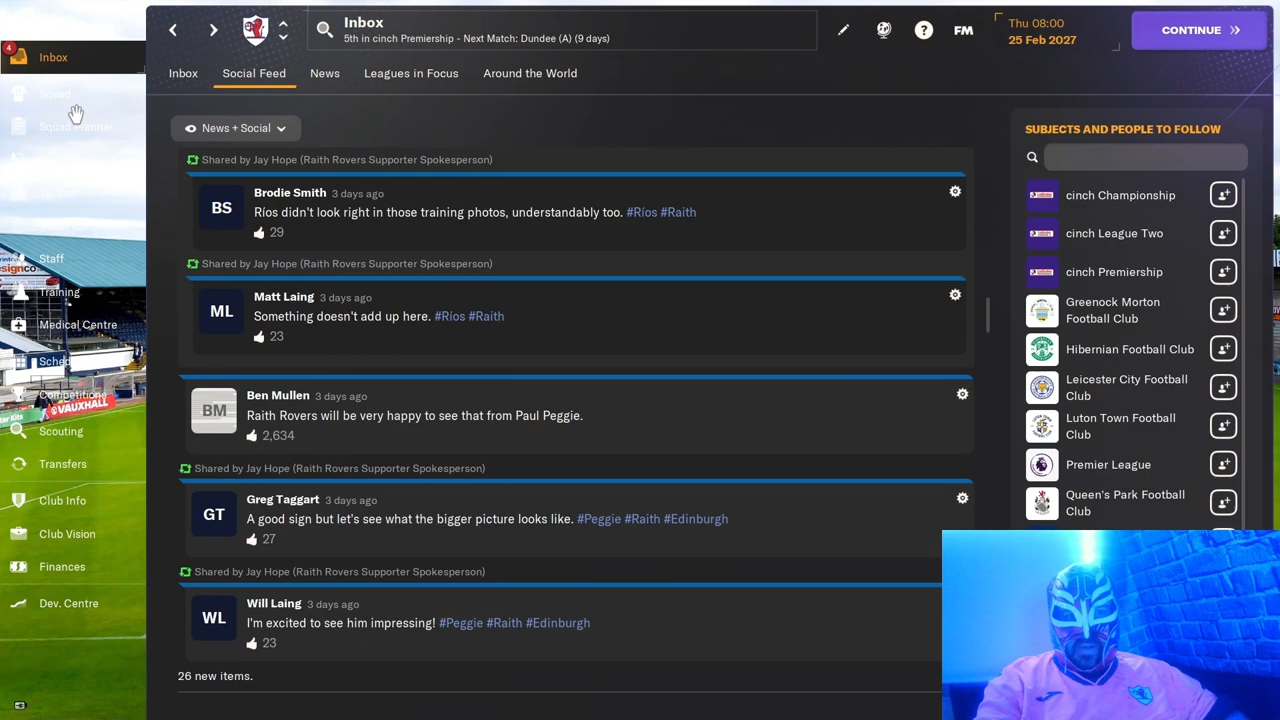 Inbox
5th in cinch Premiership - Next Match: Dundee (A) (9 days)
FM
Thu 08:00
25 Feb 2027
CONTINUE
4
Inbox
Squad
Squad Planner
Staff
Training
Medical Centre
Sched
Competitions
Scouting
Transfers
Club Info
Club Vision
Finances
Dev. Centre
VAUXHALL
Inbox
Social Feed
News
Leagues in Focus
Around the World
News + Social
Shared by Jay Hope (Raith Rovers Supporter Spokesperson)
BS
Brodie Smith 3 days ago
Ríos didn't look right in those training photos, understandably too. #Ríos #Raith
29
Shared by Jay Hope (Raith Rovers Supporter Spokesperson)
ML
Matt Laing 3 days ago
Something doesn't add up here. #Ríos #Raith
23
BM
Ben Mullen 3 days ago
Raith Rovers will be very happy to see that from Paul Peggie.
2,634
Shared by Jay Hope (Raith Rovers Supporter Spokesperson)
GT
Greg Taggart 3 days ago
A good sign but let's see what the bigger picture looks like. #Peggie #Raith #Edinburgh
27
Shared by Jay Hope (Raith Rovers Supporter Spokesperson)
WL
Will Laing 3 days ago
I'm excited to see him impressing! #Peggie #Raith #Edinburgh
23
26 new items.
SUBJECTS AND PEOPLE TO FOLLOW
cinch Championship
cinch League Two
cinch Premiership
Greenock Morton
Football Club
Hibernian Football Club
Leicester City Football
Club
Luton Town Football
Club
Premier League
Queen's Park Football
Club